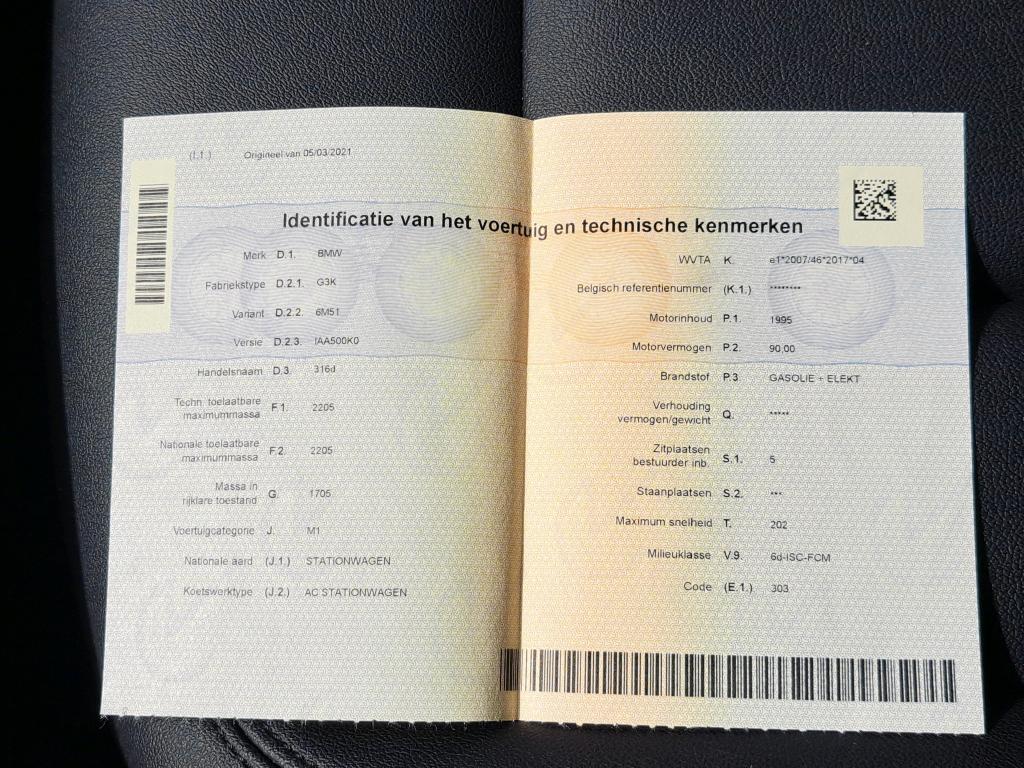 (I.1.) Origineel van 05/03/2021
Identificatie van het voertuig en technische kenmerken
Merk D.1. BMW
Fabriekstype D.2.1. G3K
Variant D.2.2. 6M51
Versie D.2.3. IAA500K0
Handelsnaam D.3. 316d
Techn. toelaatbare
maximummassa F.1. 2205
Nationale toelaatbare
maximummassa F.2. 2205
Massa in
rijklare toestand G. 1705
Voertuigcategorie J. M1
Nationale aard (J.1.) STATIONWAGEN
Koetswerktype (J.2.) AC STATIONWAGEN
WVTA K. e1*2007/46*2017*04
Belgisch referentienummer (K.1.) ********
Motorinhoud P.1. 1995
Motorvermogen P.2. 90,00
Brandstof P.3. GASOLIE + ELEKT
Verhouding
vermogen/gewicht Q. *****
Zitplaatsen
bestuurder inb. S.1. 5
Staanplaatsen S.2. ***
Maximum snelheid T. 202
Milieuklasse V.9. 6d-ISC-FCM
Code (E.1.) 303